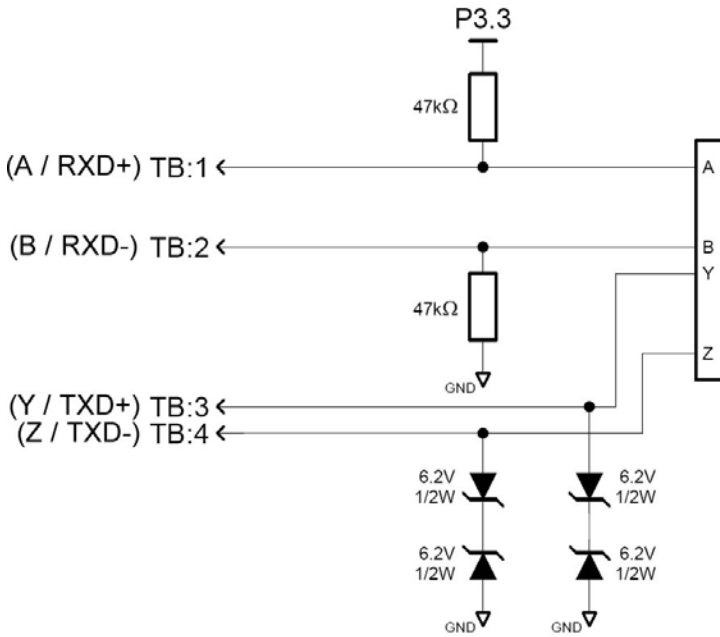 P3.3
47kΩ
(A / RXD+) TB:1
A
(B / RXD-) TB:2
B
Y
47kΩ
Z
GND
(Y / TXD+) TB:3
(Z / TXD-) TB:4
6.2V
1/2W
6.2V
1/2W
6.2V
1/2W
6.2V
1/2W
GND
GND